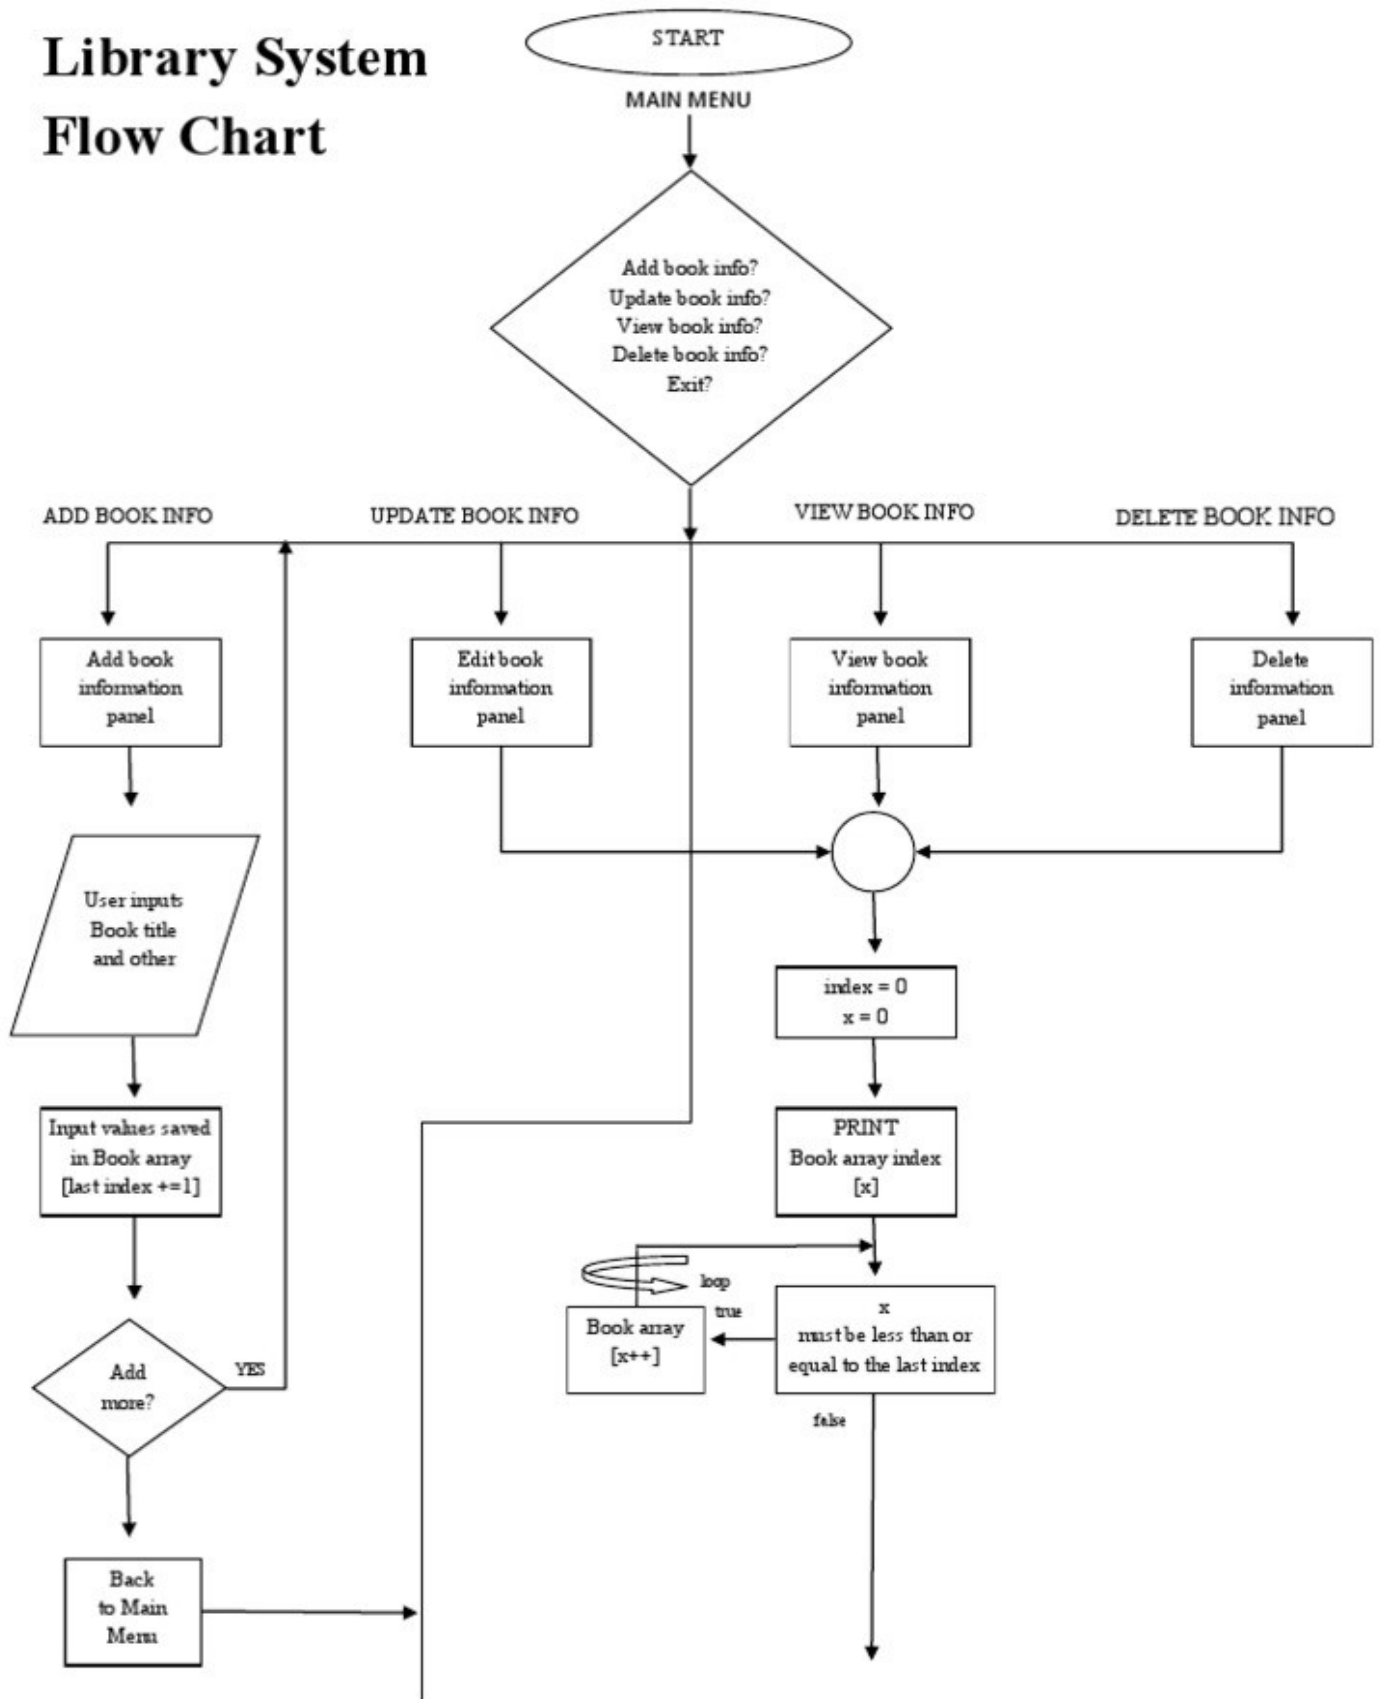 Library System
Flow Chart
START
MAIN MENU
Add book info?
Update book info?
View book info?
Delete book info?
Exit?
ADD BOOK INFO
UPDATE BOOK INFO
VIEW BOOK INFO
DELETE BOOK INFO
Add book
information
panel
Edit book
information
panel
View book
information
panel
Delete
information
panel
User inputs
Book title
and other
index = 0
x = 0
Input values saved
in Book array
[last index +=1]
PRINT
Book array index
[x]
loop
true
Book array
[x++]
x
must be less than or
equal to the last index
false
Add
more?
YES
Back
to Main
Menu